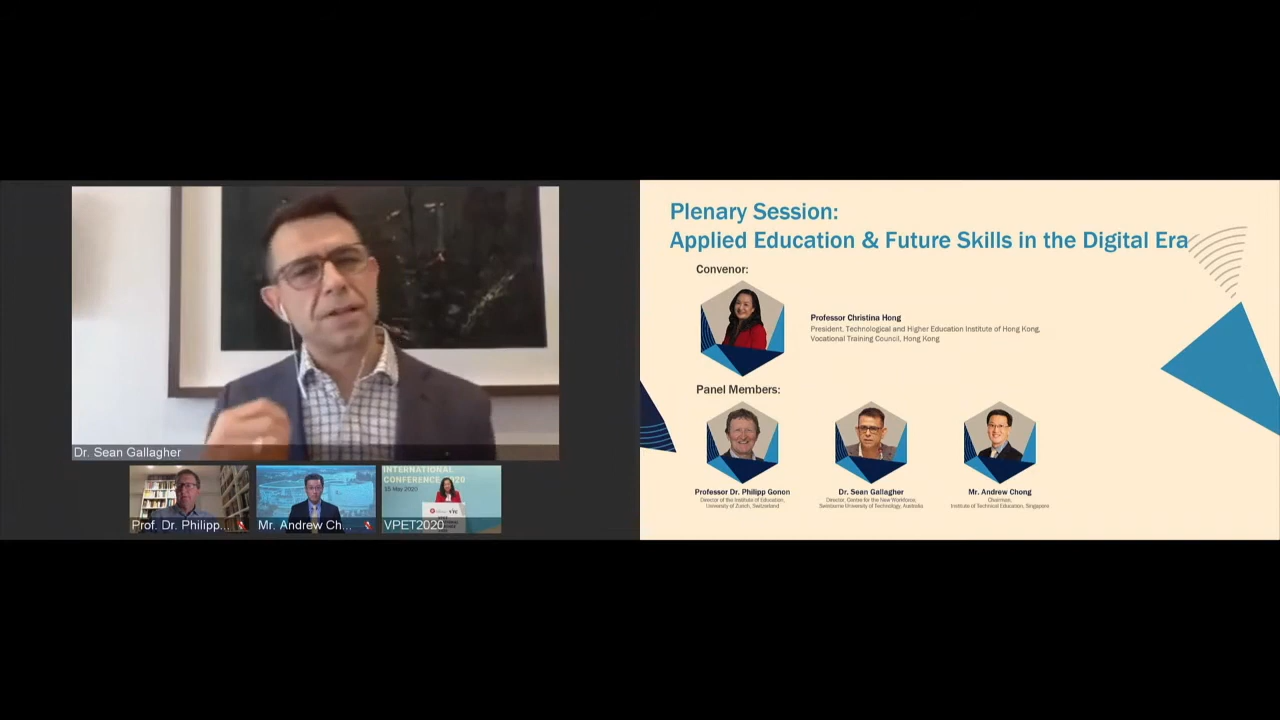 Dr. Sean Gallagher
INTERNATIONAL
CONFERENCE 2020
15 May 2020
Prof. Dr. Philipp...
Mr. Andrew Ch...
VPET2020
Plenary Session:
Applied Education & Future Skills in the Digital Era
Convenor:
Professor Christina Hong
President, Technological and Higher Education Institute of Hong Kong,
Vocational Training Council, Hong Kong
Panel Members:
Professor Dr. Philipp Gonon
Director of the Institute of Education,
University of Zurich, Switzerland
Dr. Sean Gallagher
Director, Centre for the New Workforce,
Swinburne University of Technology, Australia
Mr. Andrew Chong
Chairman,
Institute of Technical Education, Singapore